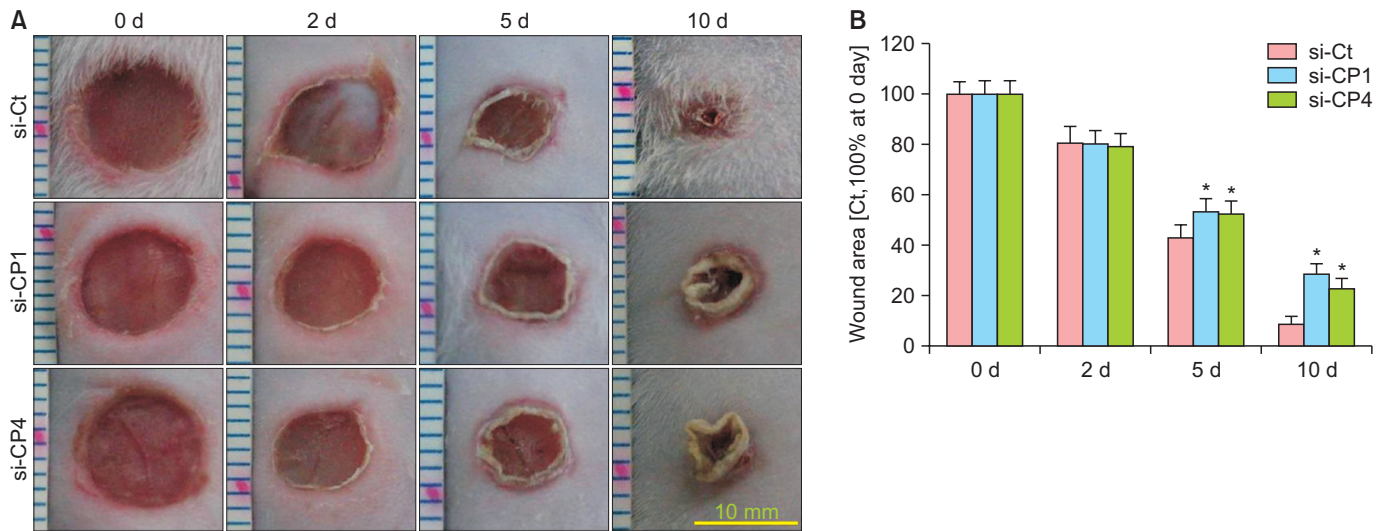 A
0 d 2 d 5 d 10 d
si-Ct
si-CP1
si-CP4
10 mm
B
Wound area [Ct,100% at 0 day]
120
100
80
60
40
20
0
si-Ct
si-CP1
si-CP4
* *
* *
0 d 2 d 5 d 10 d